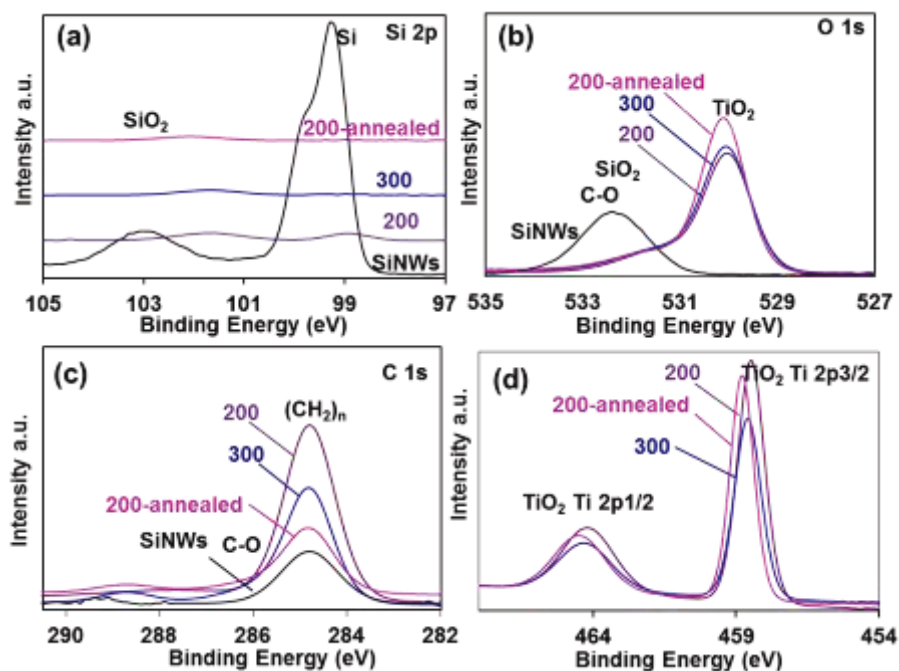 (a)
Si 2p
Si
SiO₂
200-annealed
300
200
SiNWs
105 103 101 99 97
Binding Energy (eV)
Intensity a.u.
(b)
O 1s
200-annealed
300
TiO₂
200
SiO₂
C-O
SiNWs
535 533 531 529 527
Binding Energy (eV)
Intensity a.u.
(c)
C 1s
200
(CH₂)ₙ
300
200-annealed
SiNWs C-O
290 288 286 284 282
Binding Energy (eV)
Intensity a.u.
(d)
200
TiO₂ Ti 2p3/2
200-annealed
300
TiO₂ Ti 2p1/2
464 459 454
Binding Energy (eV)
Intensity a.u.